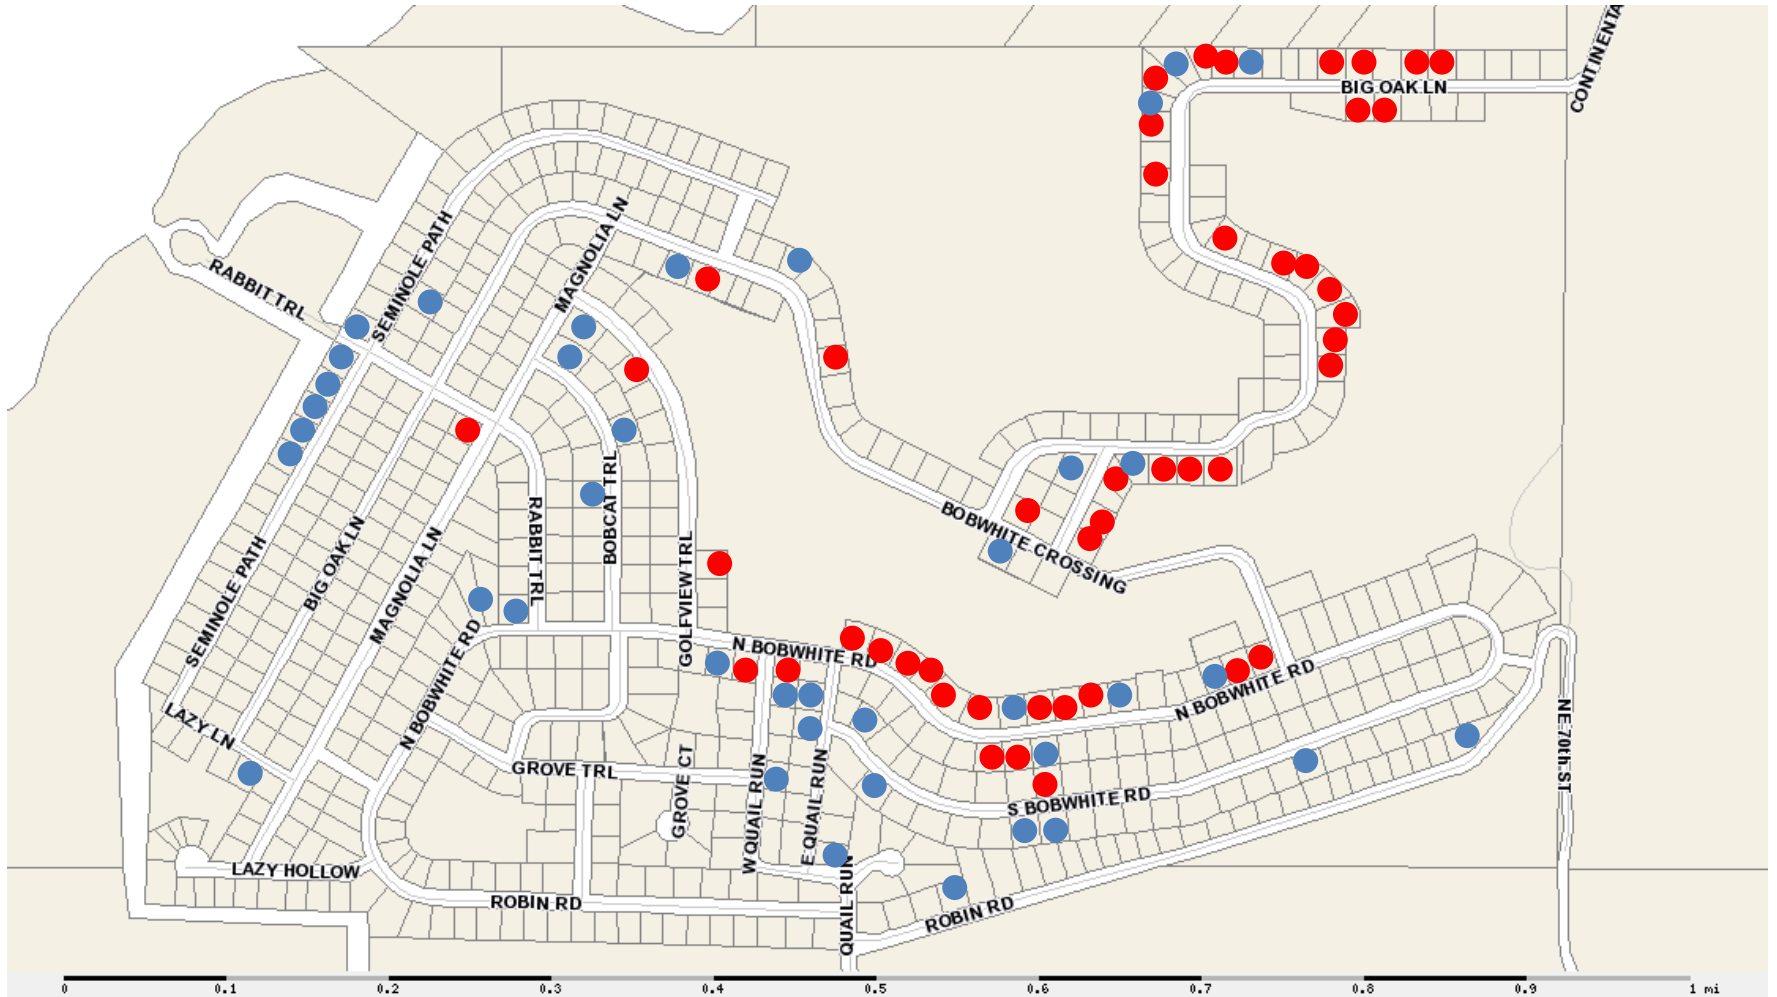 CONTINENTA
BIG OAK LN
MAGNOLIA LN
SEMINOLE PATH
RABBIT TRL
BOBCAT TRL
RABBIT TRL
BOBWHITE CROSSING
BIG OAK LN
MAGNOLIA LN
SEMINOLE PATH
GOLFVIEW TRL
N BOBWHITE RD
N BOBWHITE RD
N BOBWHITE RD
LAZY LN
NE 70th ST
GROVE TRL
GROVE CT
W QUAIL RUN
E QUAIL RUN
S BOBWHITE RD
LAZY HOLLOW
ROBIN RD
QUAIL RUN
ROBIN RD
0 0.1 0.2 0.3 0.4 0.5 0.6 0.7 0.8 0.9 1 mi